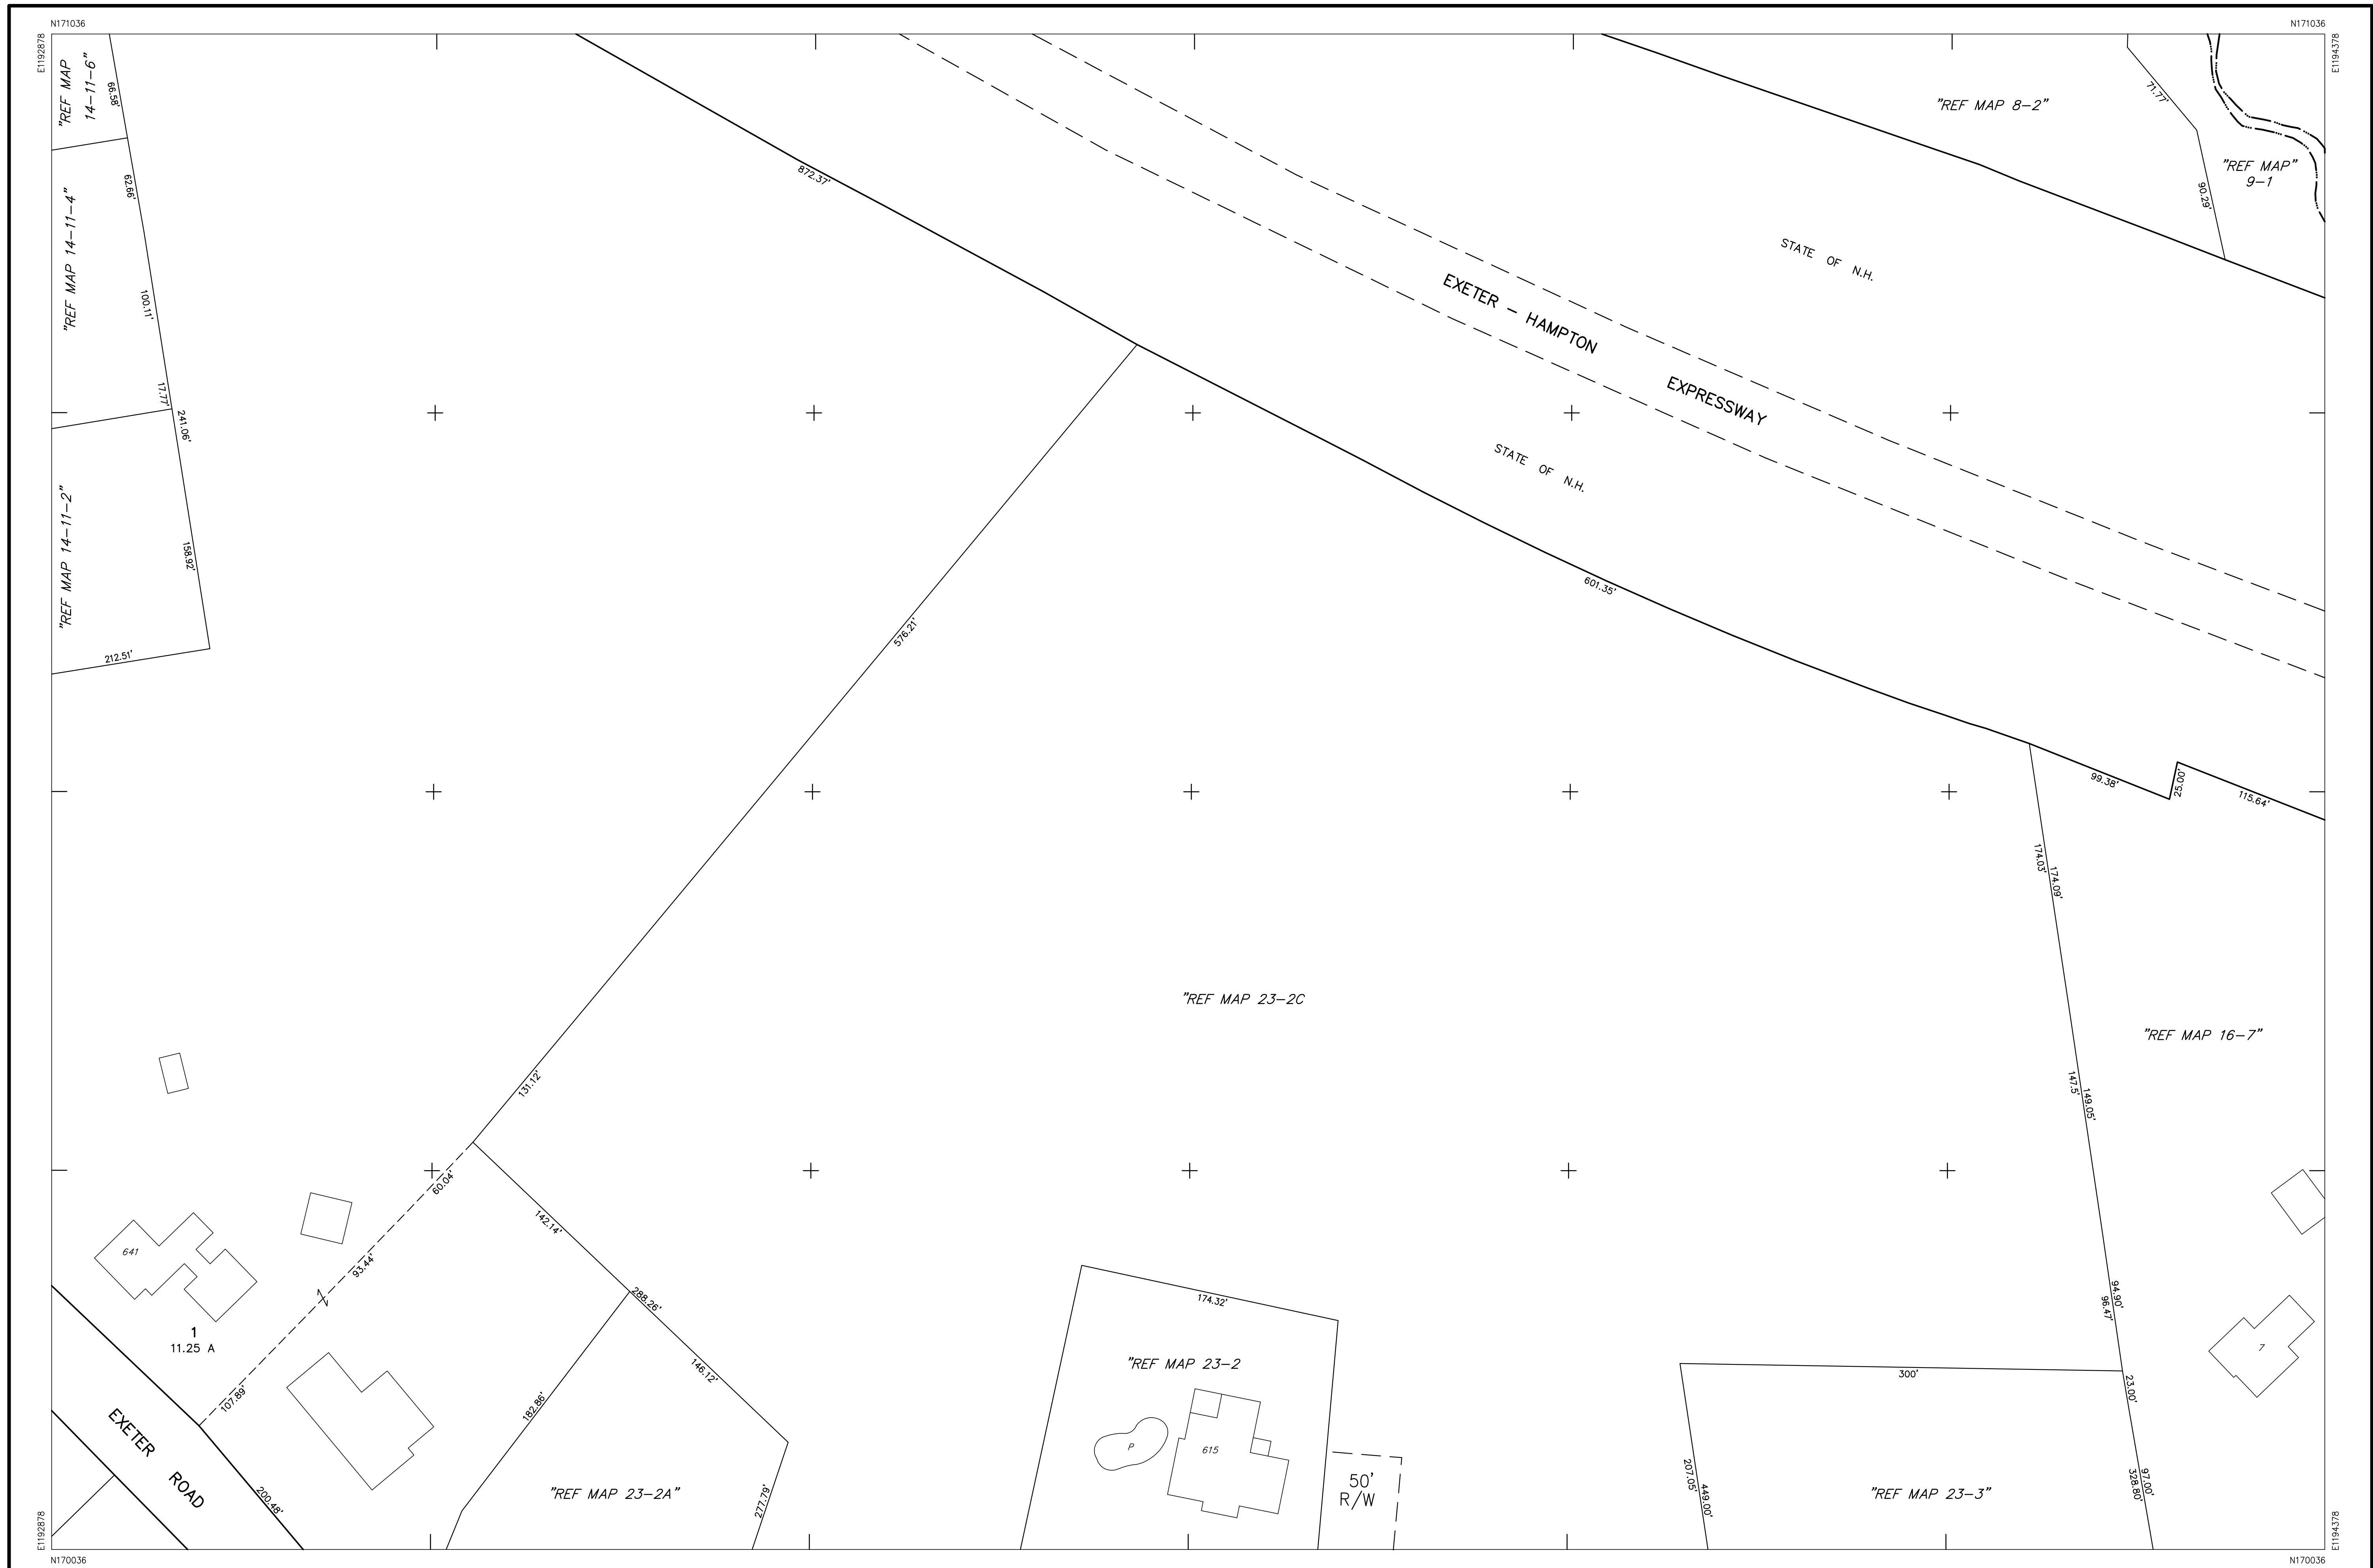 N171036
N171036
E1192878
E1194378
"REF MAP
14-11-6"
66.58'
62.66'
"REF MAP 14-11-4"
100.11'
17.77'
241.06'
"REF MAP 14-11-2"
158.92'
212.51'
872.37'
"REF MAP 8-2"
71.77'
"REF MAP"
9-1
90.29'
STATE OF N.H.
EXETER - HAMPTON
EXPRESSWAY
STATE OF N.H.
601.35'
576.21'
99.38'
25.00'
115.64'
174.03'
174.09'
"REF MAP 23-2C
"REF MAP 16-7"
147.5'
149.05'
131.12'
60.04'
142.14'
93.44'
Z
641
1
11.25 A
288.26'
146.12'
182.86'
107.89'
EXETER ROAD
200.48'
"REF MAP 23-2A"
277.79'
174.32'
"REF MAP 23-2
P
615
50'
R/W
94.90'
96.47'
7
300'
23.00'
207.05'
449.00'
"REF MAP 23-3"
97.00'
328.80'
E1192878
E1194378
N170036
N170036